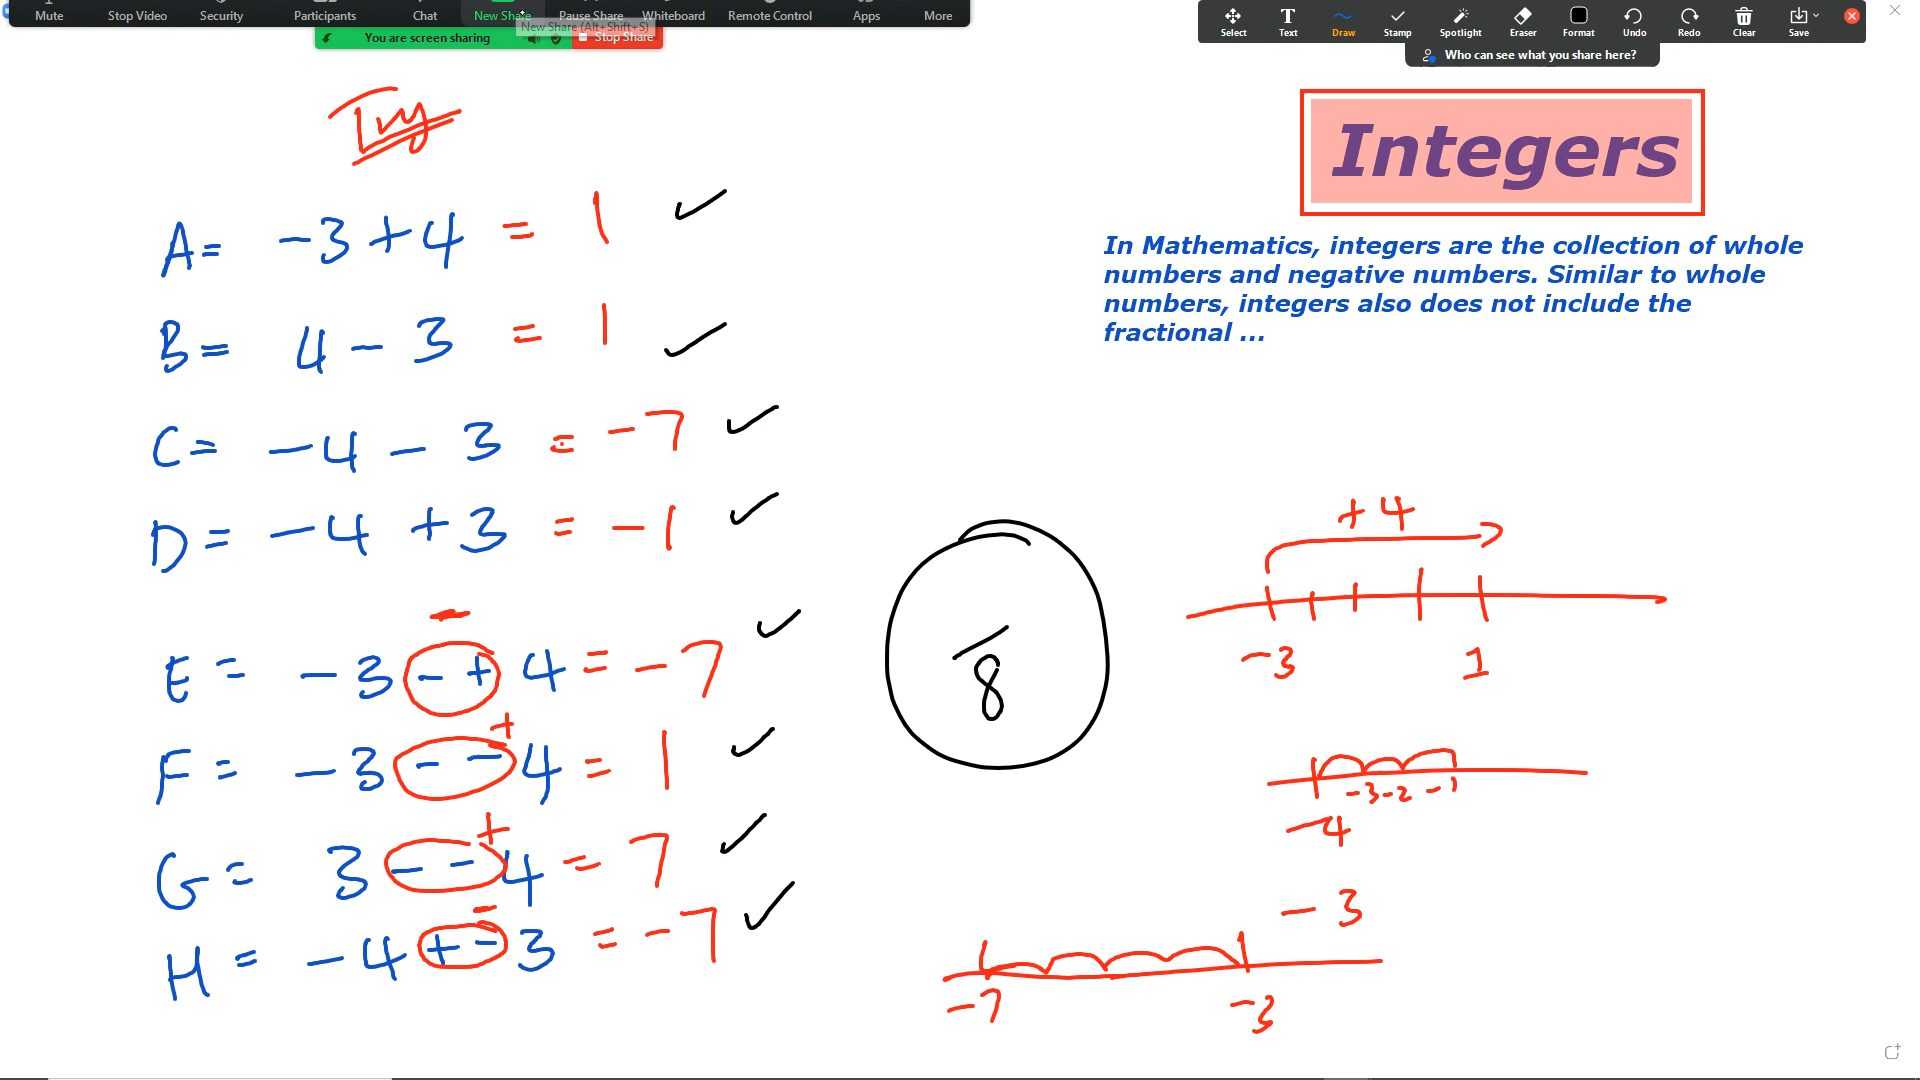 Mute Stop Video Security Participants Chat New Share Pause Share Whiteboard Remote Control Apps More
New Share (Alt+Shift+S)
You are screen sharing Stop Share
Select Text Draw Stamp Spotlight Eraser Format Undo Redo Clear Save
Who can see what you share here?
Try
Integers
In Mathematics, integers are the collection of whole
numbers and negative numbers. Similar to whole
numbers, integers also does not include the
fractional ...
A= -3+4 = 1 ✓
B= 4 - 3 = 1 ✓
C= -4 - 3 = -7 ✓
D= -4 +3 = -1 ✓
-
E= -3 - + 4 = -7 ✓
+
F= -3 - - 4 = 1 ✓
+
G= 3 - - 4 = 7 ✓
-
H= -4 + - 3 = -7 ✓
8
+4
-3 1
-3 -2 -1
-4
-3
-7 -3